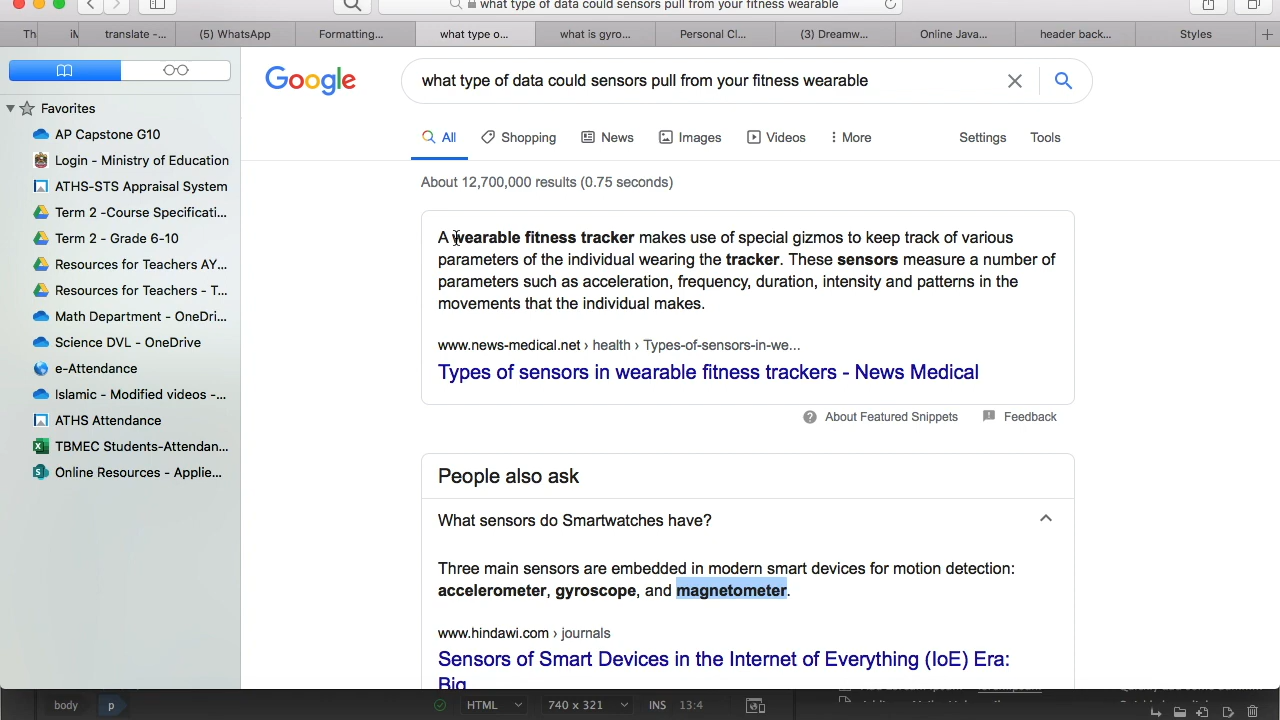 what type of data could sensors pull from your fitness wearable
Th
translate -...
(5) WhatsApp
Formatting...
what type o...
what is gyro...
Personal Cl...
(3) Dreamw...
Online Java...
header back...
Styles
Favorites
AP Capstone G10
Login - Ministry of Education
ATHS-STS Appraisal System
Term 2 -Course Specificati...
Term 2 - Grade 6-10
Resources for Teachers AY...
Resources for Teachers - T...
Math Department - OneDri...
Science DVL - OneDrive
e-Attendance
Islamic - Modified videos -...
ATHS Attendance
TBMEC Students-Attendan...
Online Resources - Applie...
Google
what type of data could sensors pull from your fitness wearable
All
Shopping
News
Images
Videos
More
Settings
Tools
About 12,700,000 results (0.75 seconds)
A wearable fitness tracker makes use of special gizmos to keep track of various
parameters of the individual wearing the tracker. These sensors measure a number of
parameters such as acceleration, frequency, duration, intensity and patterns in the
movements that the individual makes.
www.news-medical.net › health › Types-of-sensors-in-we...
Types of sensors in wearable fitness trackers - News Medical
About Featured Snippets
Feedback
People also ask
What sensors do Smartwatches have?
Three main sensors are embedded in modern smart devices for motion detection:
accelerometer, gyroscope, and magnetometer.
www.hindawi.com › journals
Sensors of Smart Devices in the Internet of Everything (IoE) Era:
Big
body
p
HTML
740 x 321
INS
13:4